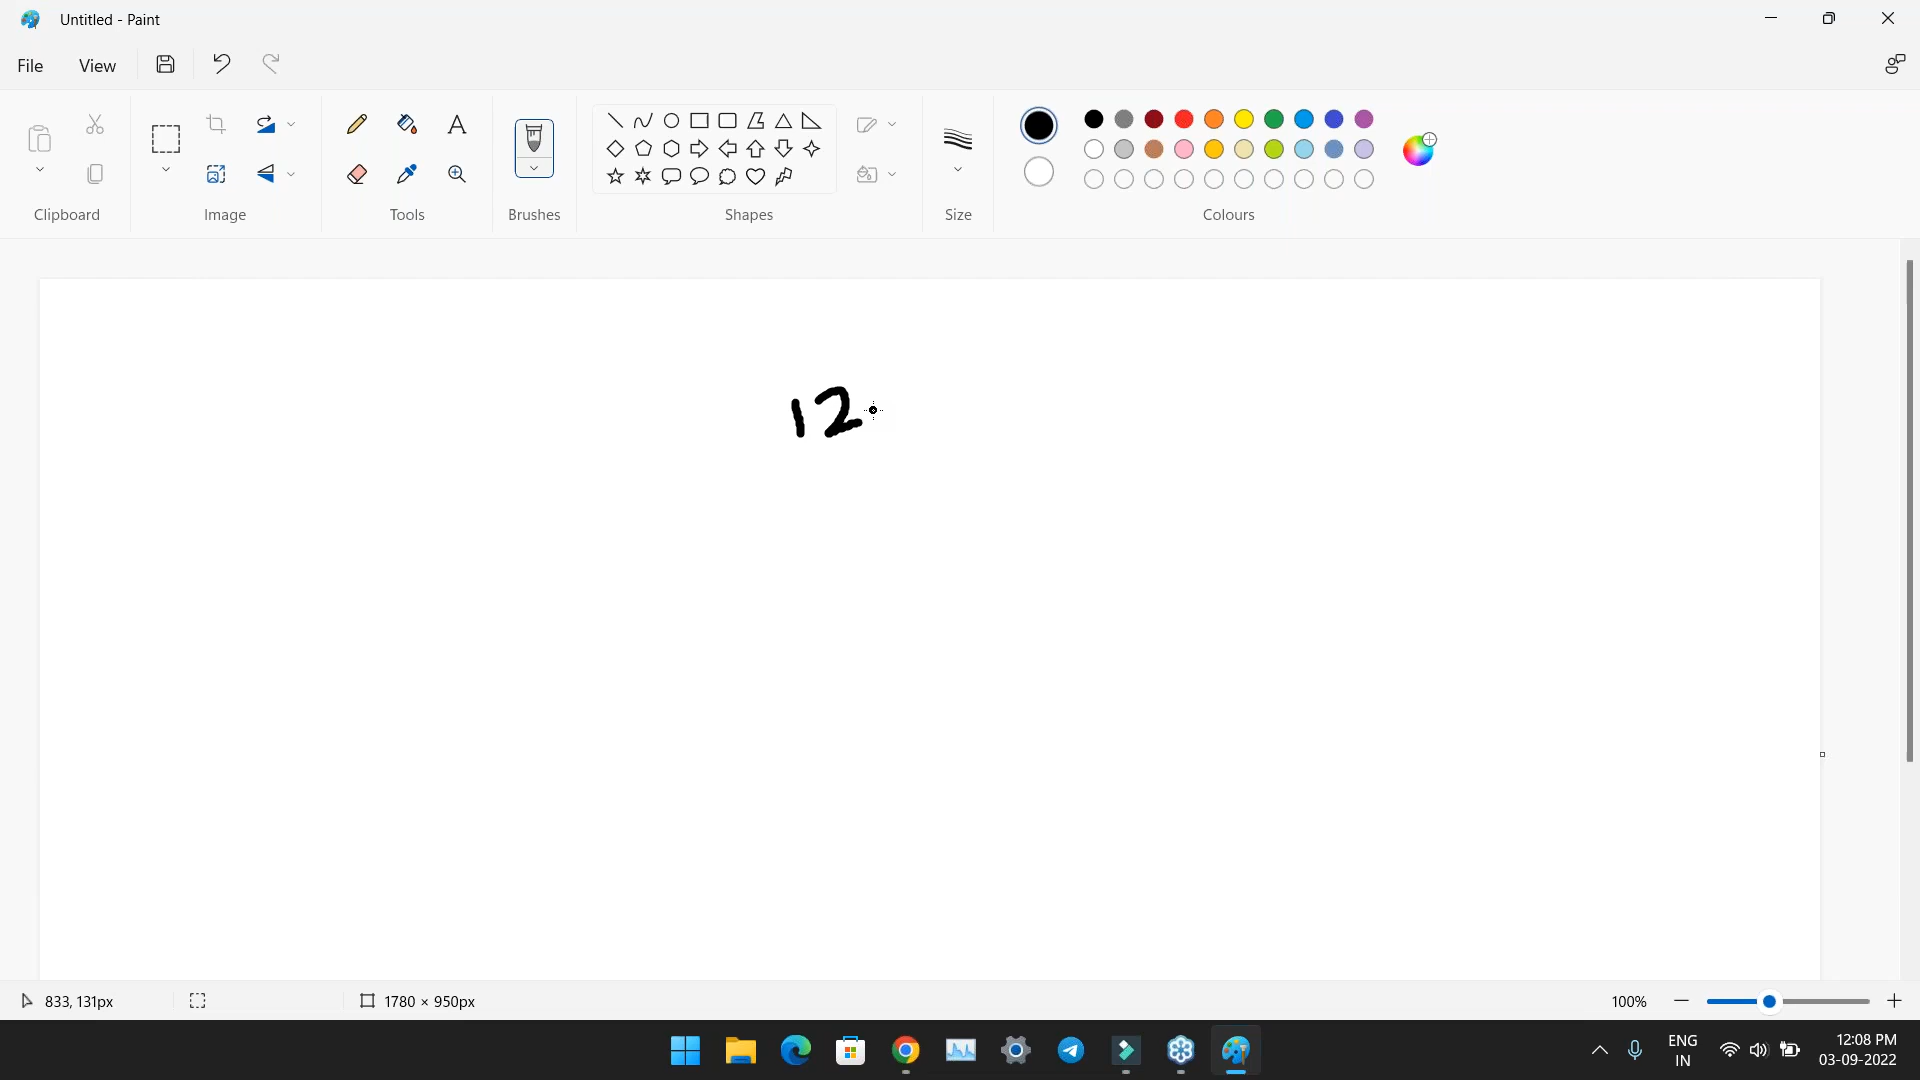 Untitled - Paint
File View
Clipboard Image Tools Brushes Shapes Size Colours
12
833, 131px 1780 × 950px 100%
ENG 12:08 PM
IN 03-09-2022